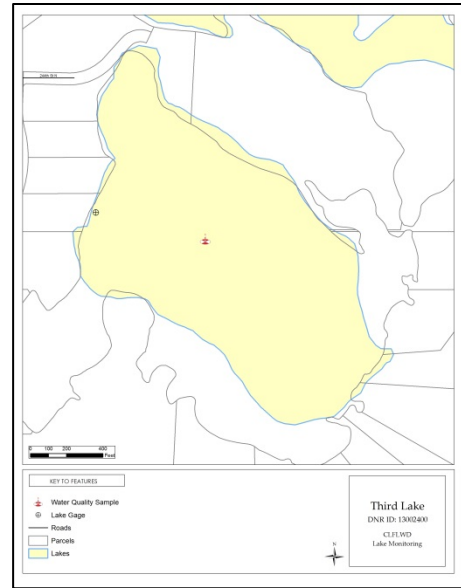 0 100 200 400
Feet
KEY TO FEATURES
Water Quality Sample
Lake Gage
Roads
Parcels
Lakes
N
Third Lake
DNR ID: 13002400
CLFLWD
Lake Monitoring